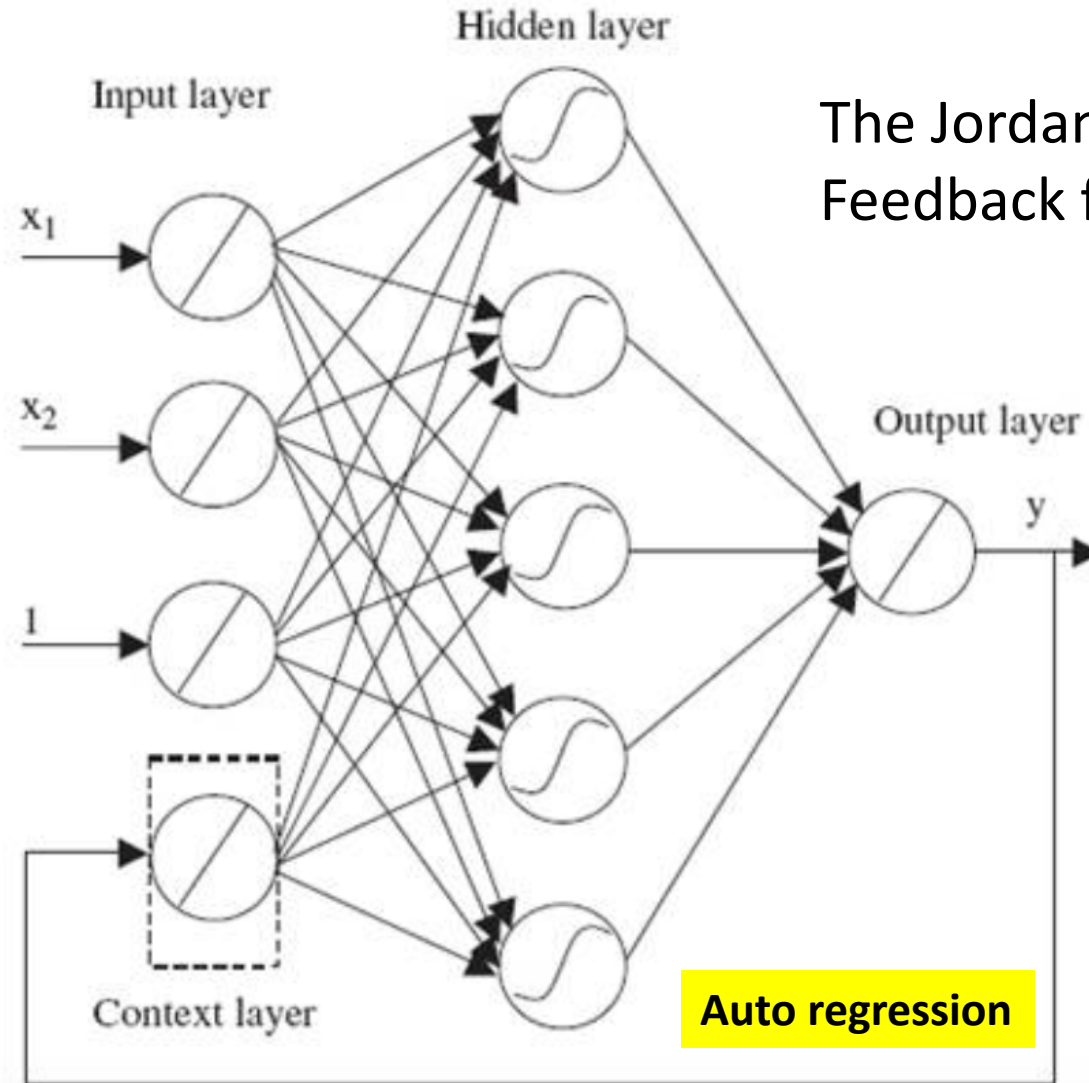 Hidden layer
Input layer
The Jordan
Feedback
x1
x2
Output layer
y
1
Context layer
Auto regression